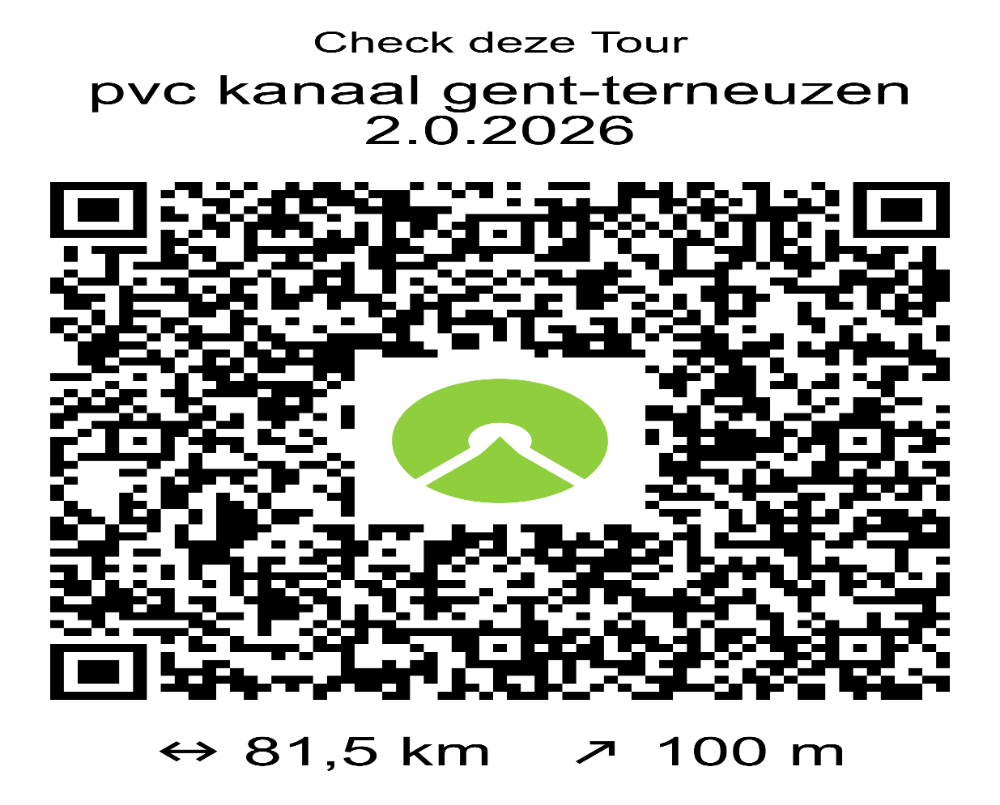 Check deze Tour
pvc kanaal gent-terneuzen
2.0.2026
↔ 81,5 km ↗ 100 m